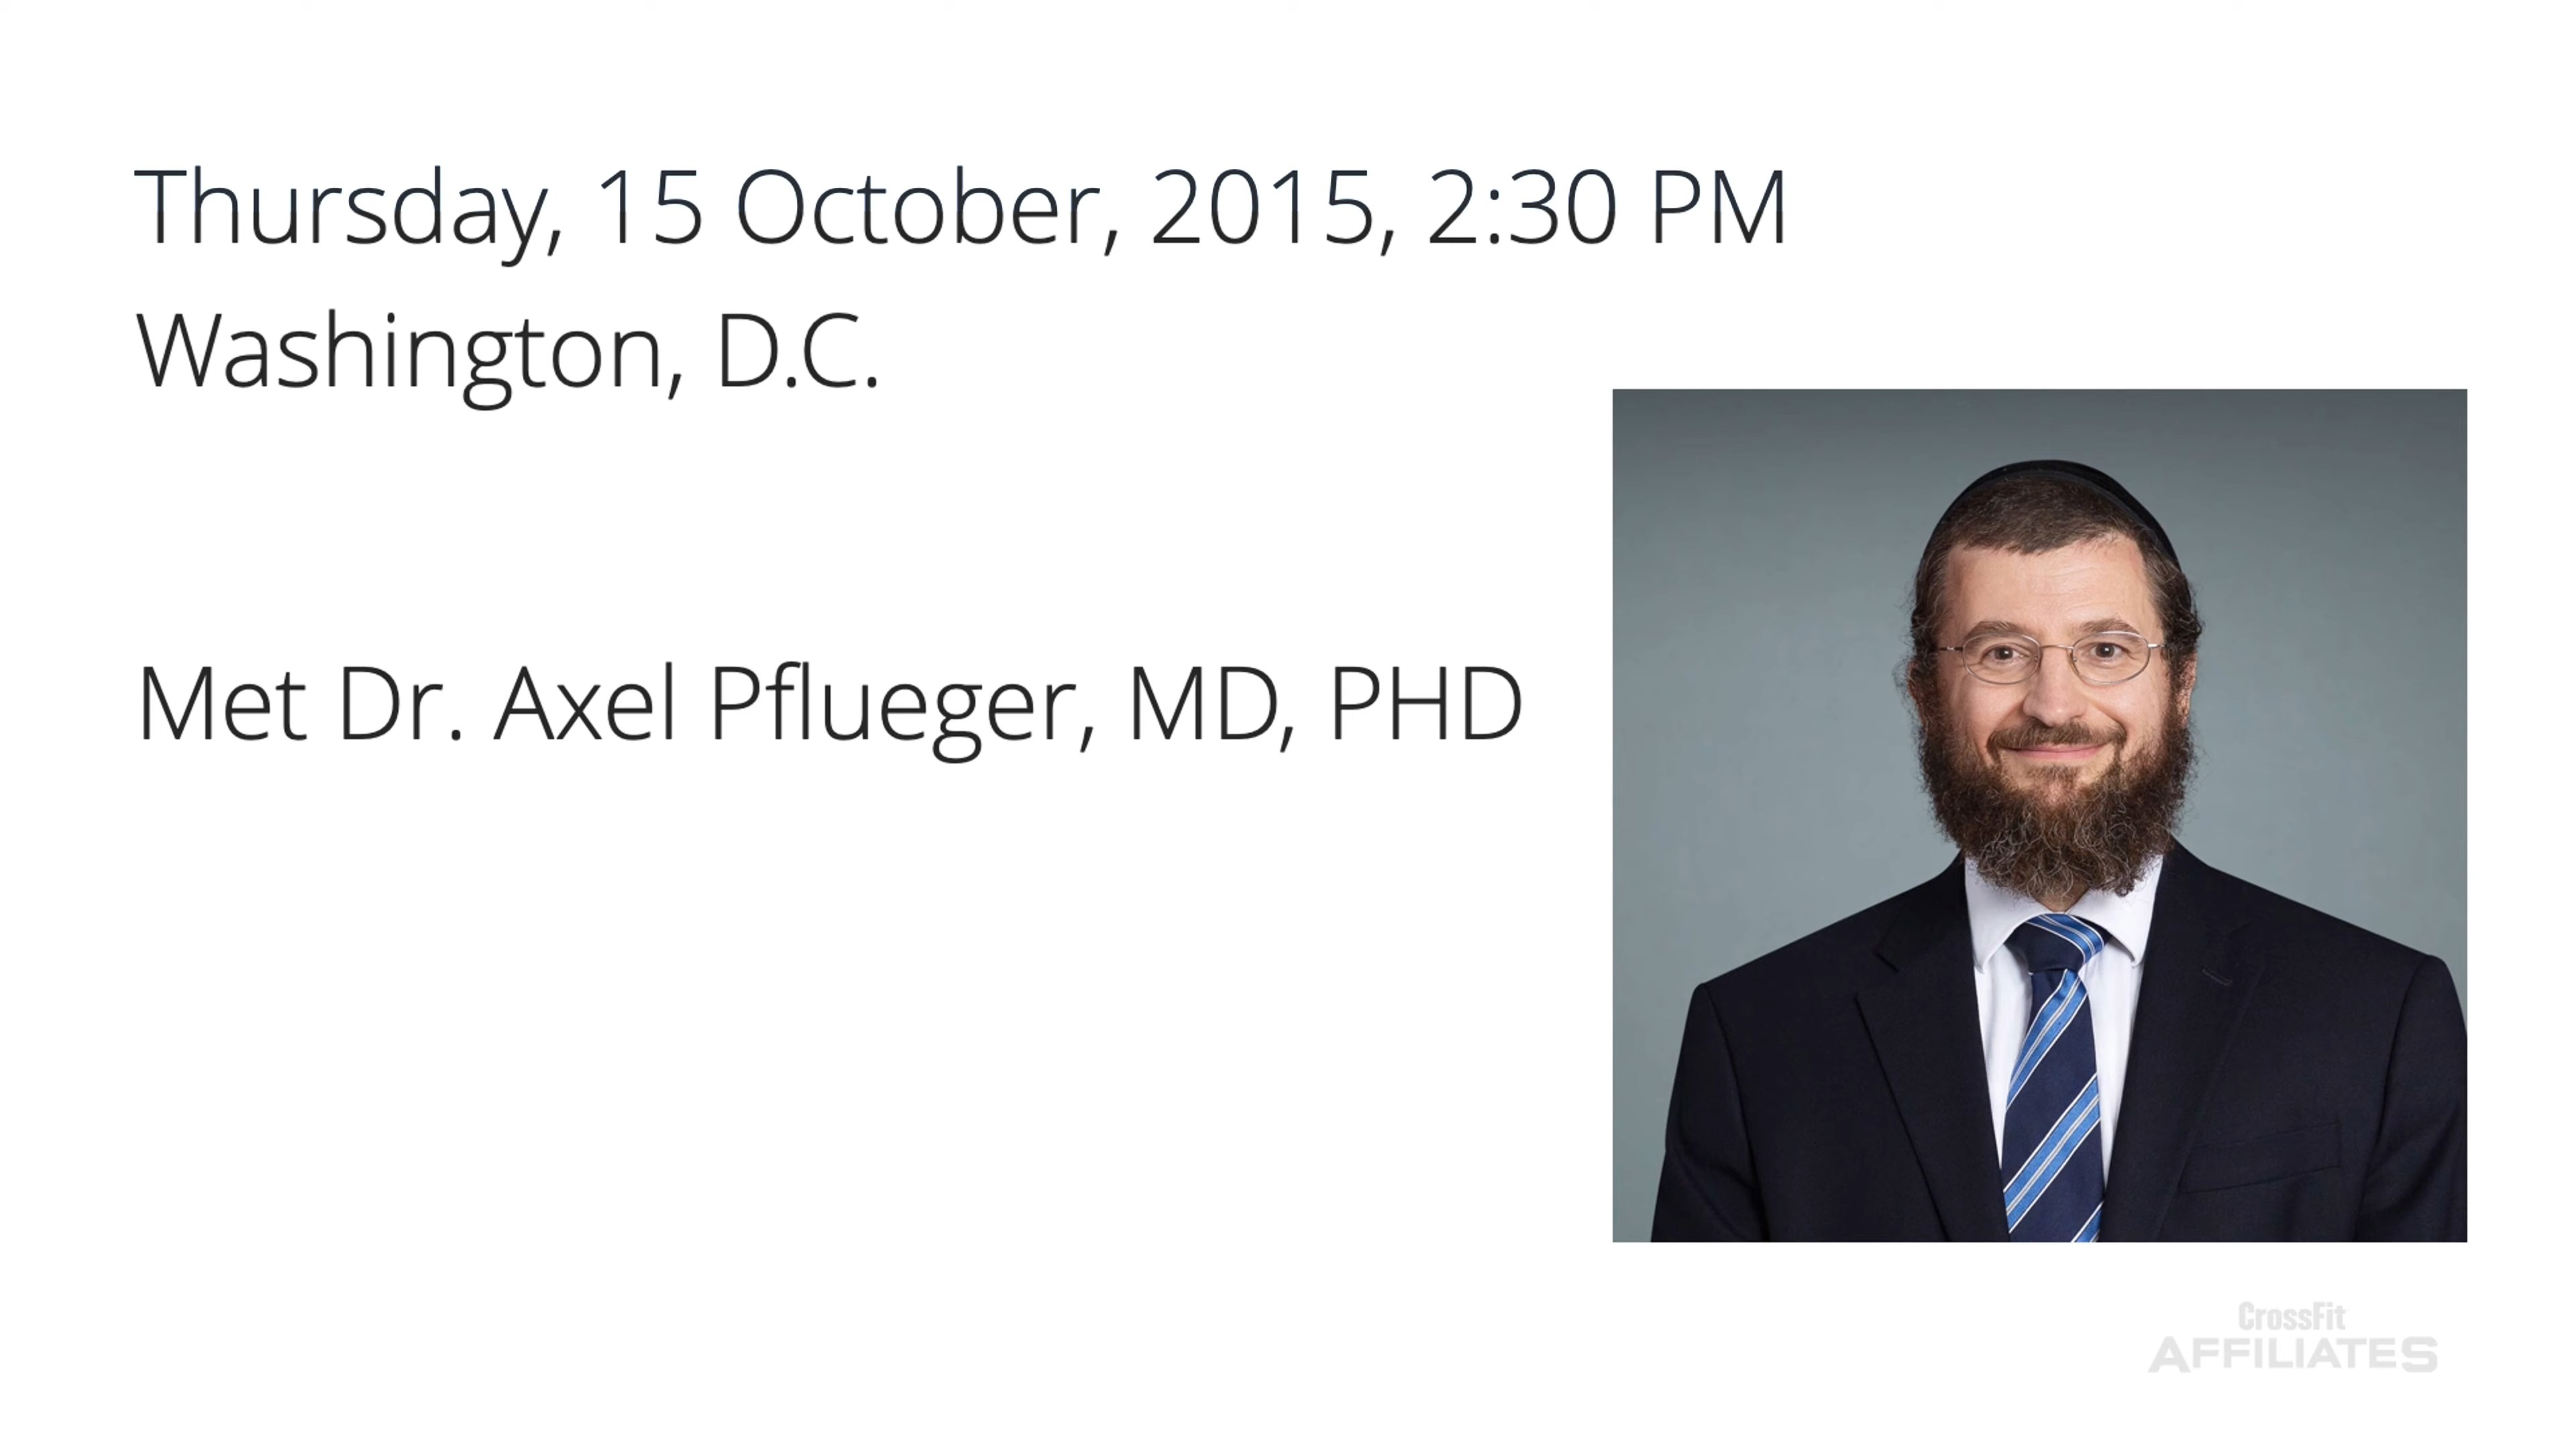 Thursday, 15 October, 2015, 2:30 PM
Washington, D.C.
Met Dr. Axel Pflueger, MD, PHD
CrossFit
AFFILIATES